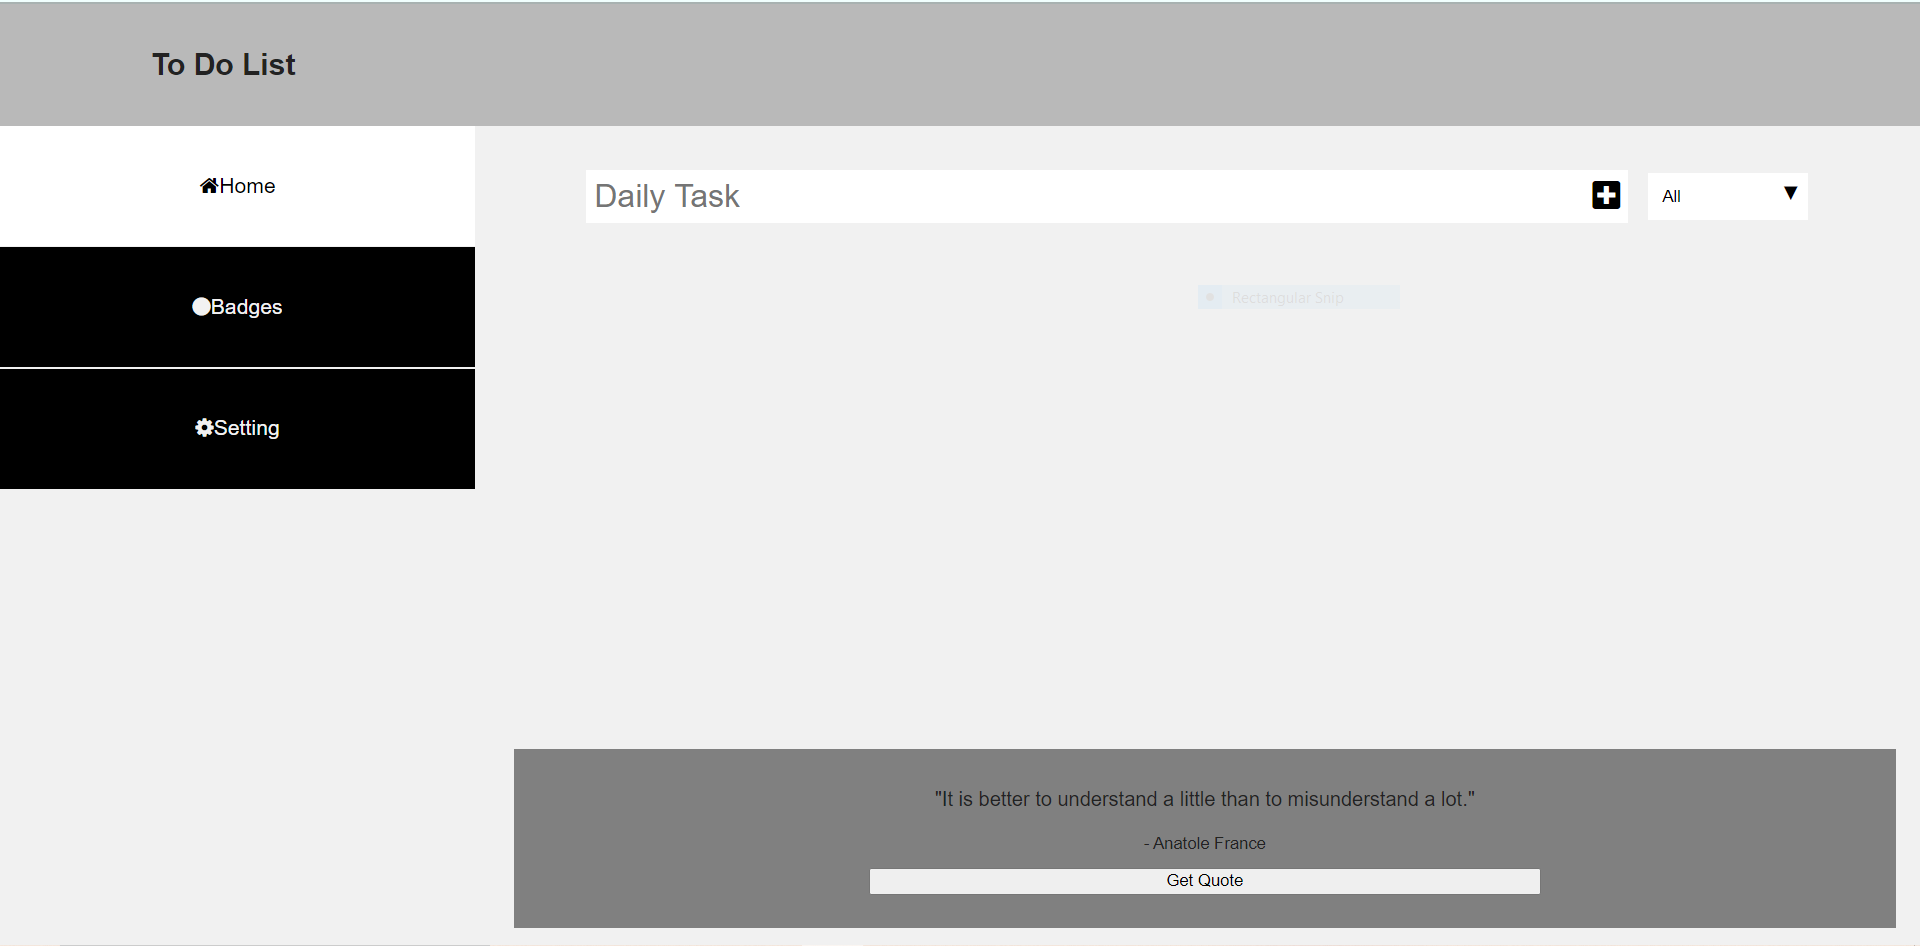 To Do List
Home
Daily Task
All
Rectangular Snip
Badges
Setting
"It is better to understand a little than to misunderstand a lot."
- Anatole France
Get Quote